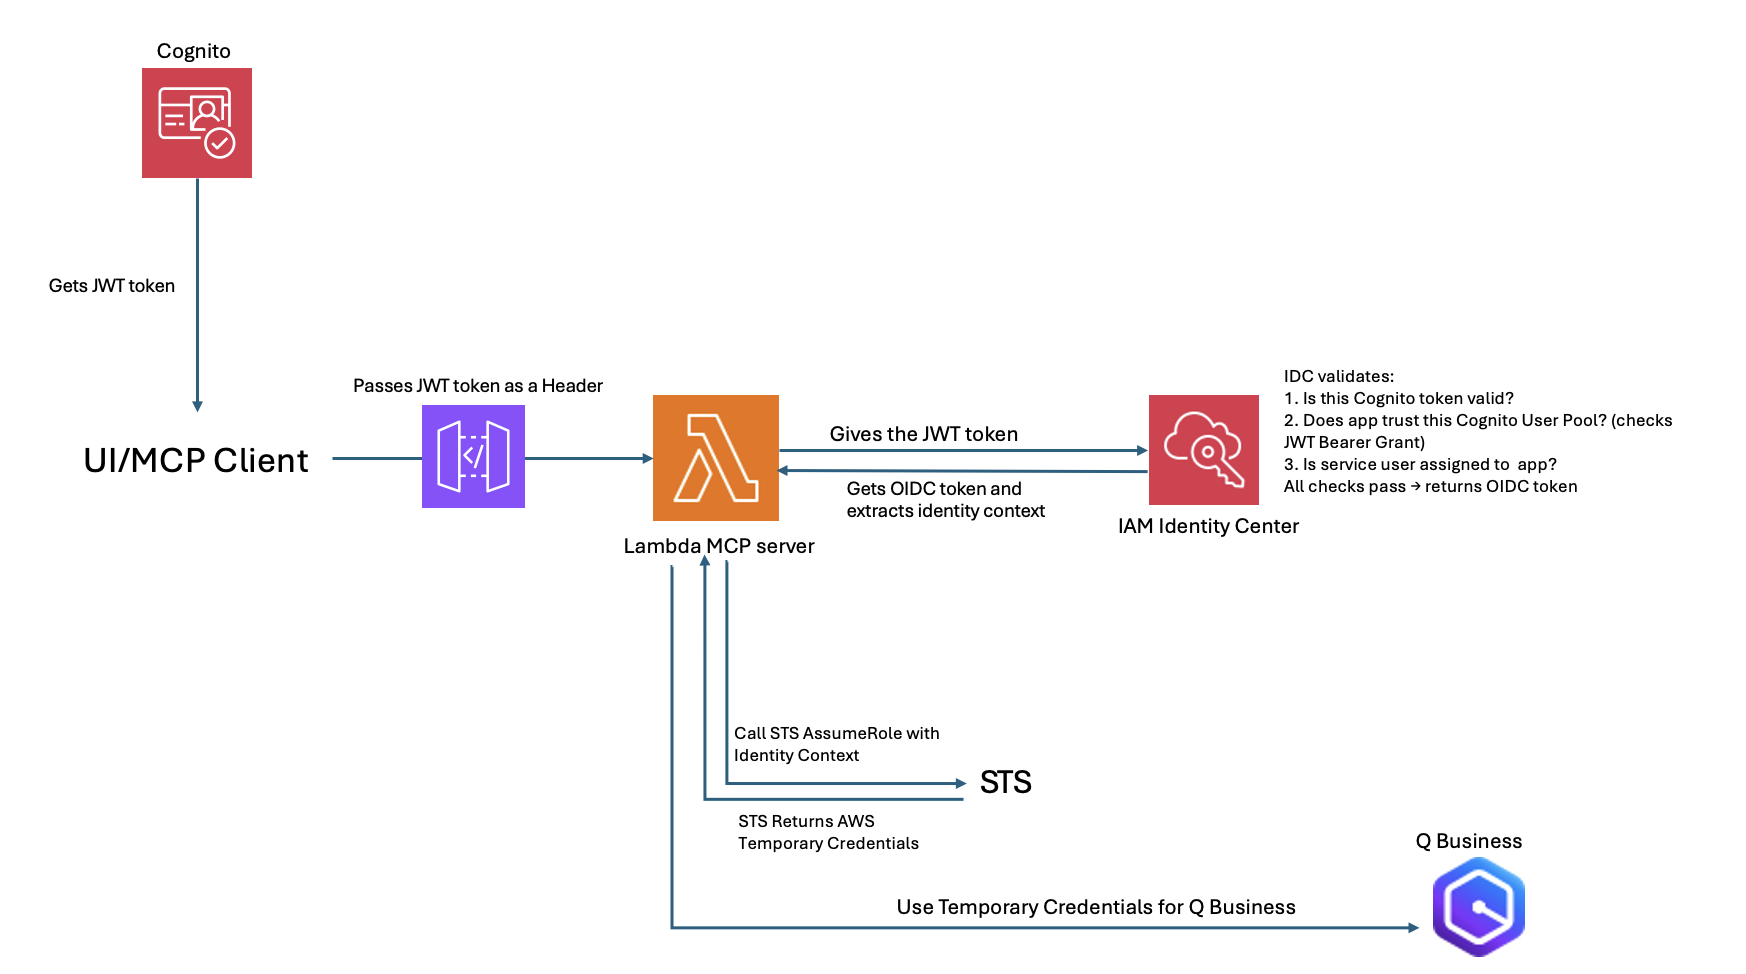 Cognito
Gets JWT token
Passes JWT token as a Header
UI/MCP Client
</>
Lambda MCP server
Gives the JWT token
Gets OIDC token and
extracts identity context
IAM Identity Center
IDC validates:
1. Is this Cognito token valid?
2. Does app trust this Cognito User Pool? (checks
JWT Bearer Grant)
3. Is service user assigned to  app?
All checks pass → returns OIDC token
Call STS AssumeRole with
Identity Context
STS
STS Returns AWS
Temporary Credentials
Q Business
Use Temporary Credentials for Q Business